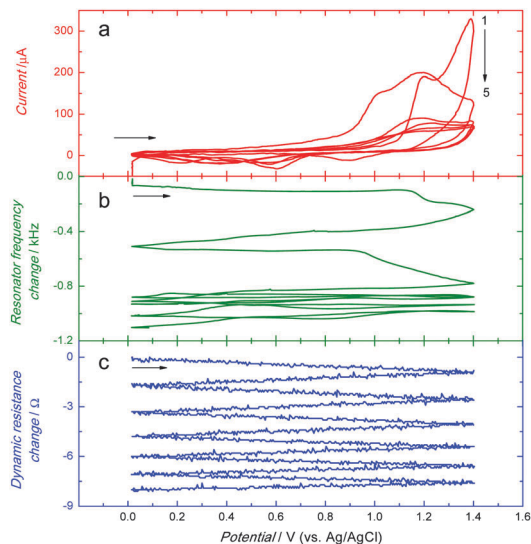 a
Current/μA
300
200
100
0
1
5
b
Resonator frequency
change / kHz
0.0
-0.4
-0.8
-1.2
c
Dynamic resistance
change / Ω
0
-3
-6
-9
0.0 0.2 0.4 0.6 0.8 1.0 1.2 1.4 1.6
Potential / V (vs. Ag/AgCl)